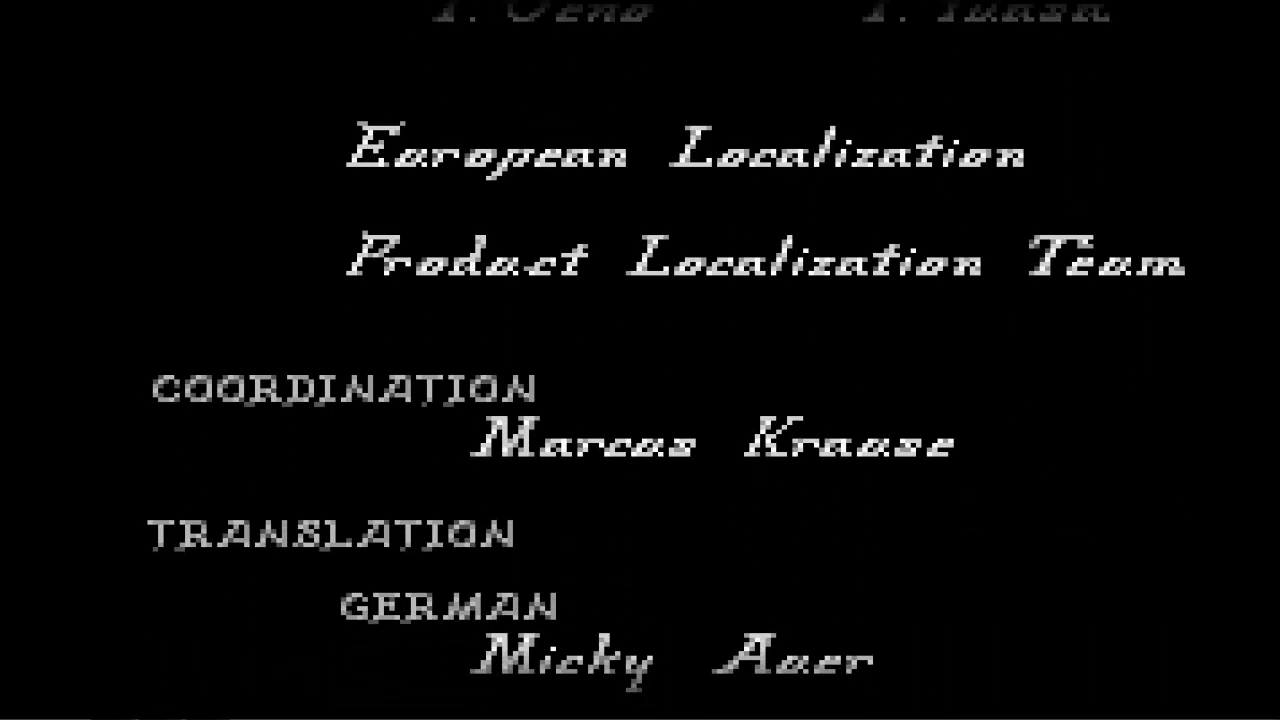 European Localization
Product Localization Team
COORDINATION
Marcus Krause
TRANSLATION
GERMAN
Micky Auer